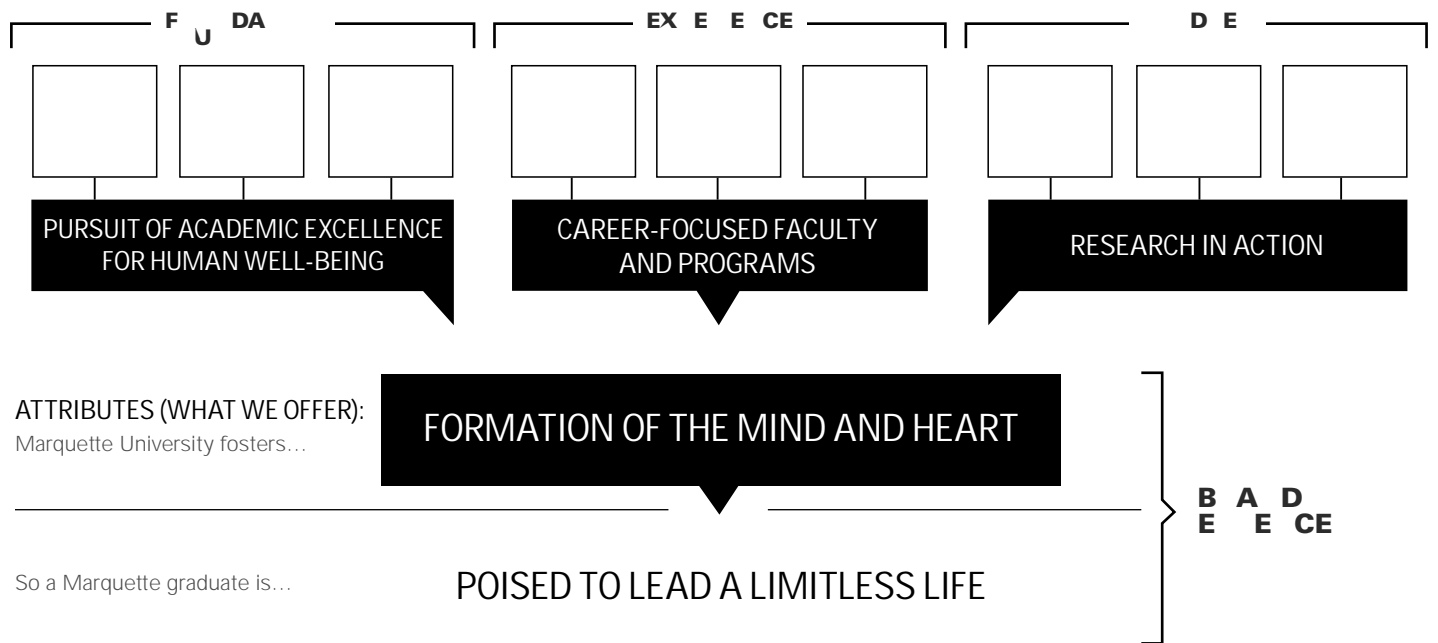 PURSUIT OF ACADEMIC EXCELLENCE
FOR HUMAN WELL-BEING
CAREER-FOCUSED FACULTY
AND PROGRAMS
RESEARCH IN ACTION
ATTRIBUTES (WHAT WE OFFER):
Marquette University fosters…
FORMATION OF THE MIND AND HEART
So a Marquette graduate is…
POISED TO LEAD A LIMITLESS LIFE